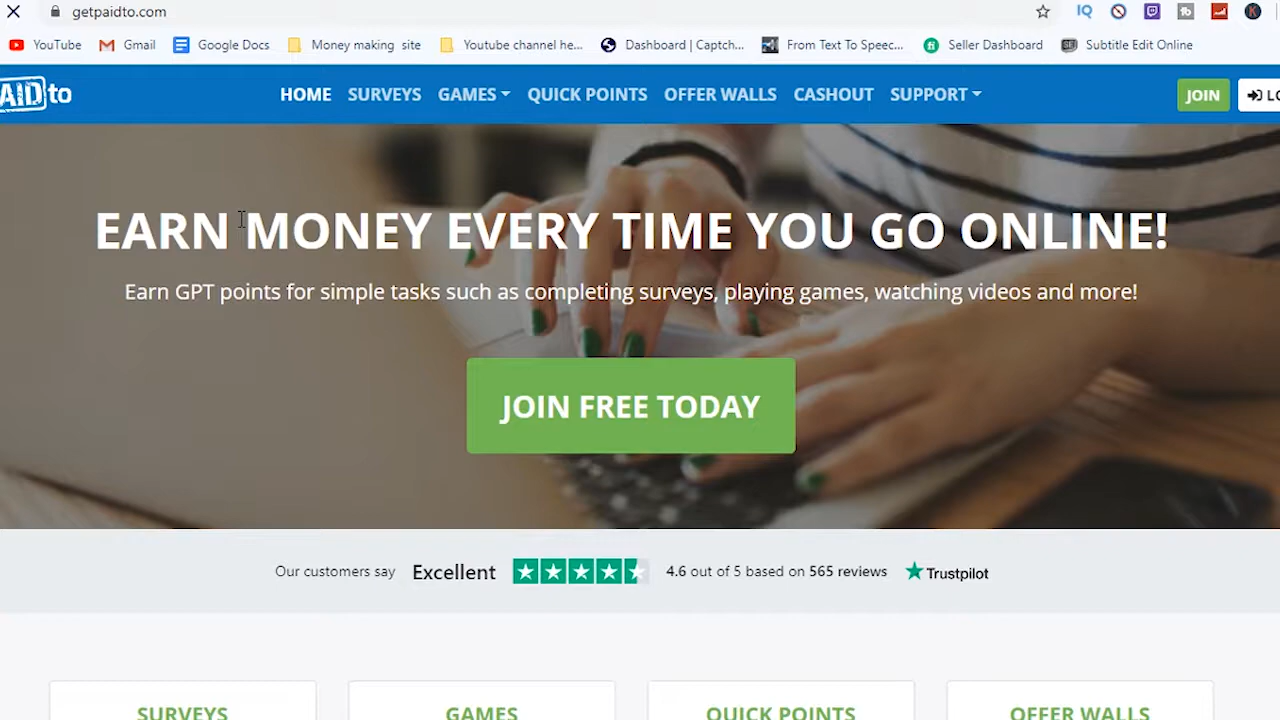 getpaidto.com
IQ
YouTube
Gmail
Google Docs
Money making site
Youtube channel he...
Dashboard | Captch...
From Text To Speec...
Seller Dashboard
Subtitle Edit Online
AID to
HOME
SURVEYS
GAMES
QUICK POINTS
OFFER WALLS
CASHOUT
SUPPORT
JOIN
LO
EARN MONEY EVERY TIME YOU GO ONLINE!
Earn GPT points for simple tasks such as completing surveys, playing games, watching videos and more!
JOIN FREE TODAY
Our customers say Excellent 4.6 out of 5 based on 565 reviews Trustpilot
SURVEYS
GAMES
QUICK POINTS
OFFER WALLS